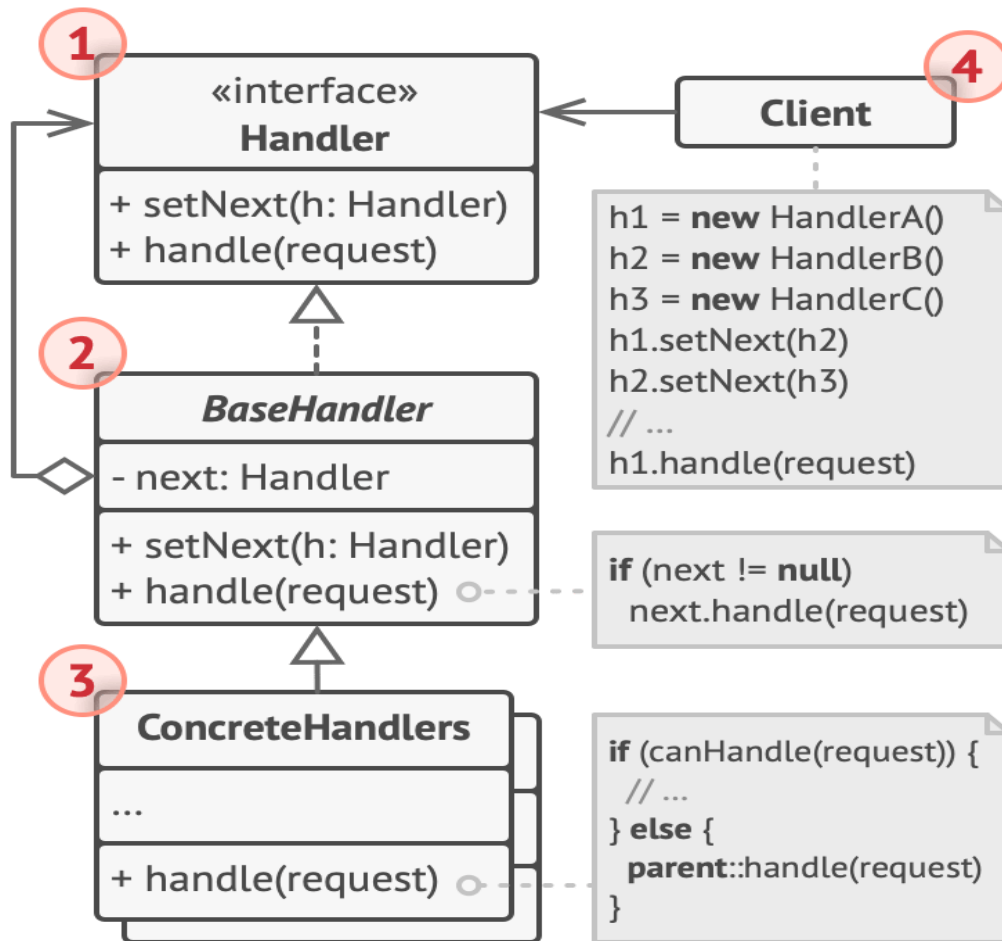 1
«interface»
Handler
+ setNext(h: Handler)
+ handle(request)
4
Client
h1 = new HandlerA()
h2 = new HandlerB()
h3 = new HandlerC()
h1.setNext(h2)
h2.setNext(h3)
// ...
h1.handle(request)
2
BaseHandler
- next: Handler
+ setNext(h: Handler)
+ handle(request)
if (next != null)
next.handle(request)
3
ConcreteHandlers
...
+ handle(request)
if (canHandle(request)) {
// ...
} else {
parent::handle(request)
}